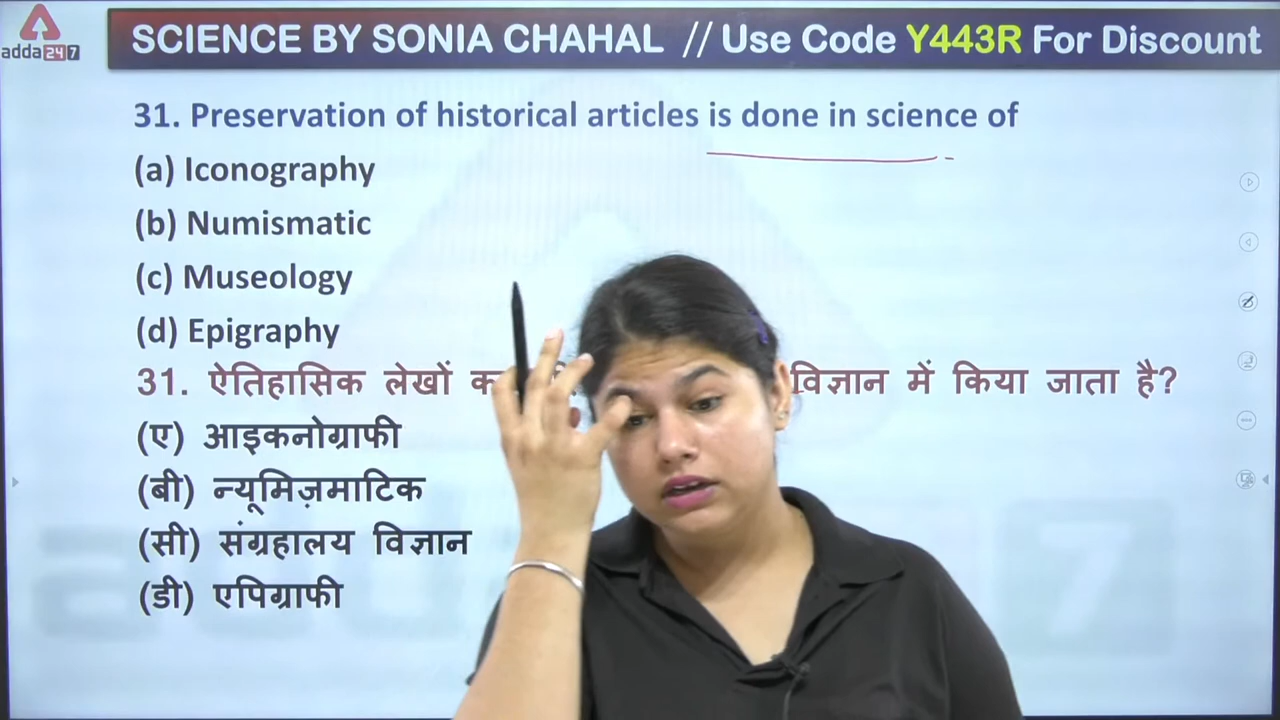 adda247
SCIENCE BY SONIA CHAHAL // Use Code Y443R For Discount
31. Preservation of historical articles is done in science of
(a) Iconography
(b) Numismatic
(c) Museology
(d) Epigraphy
31. ऐतिहासिक लेखों विज्ञान में किया जाता है?
(ए) आइकनोग्राफी
(बी) न्यूमिज़माटिक
(सी) संग्रहालय विज्ञान
(डी) एपिग्राफी